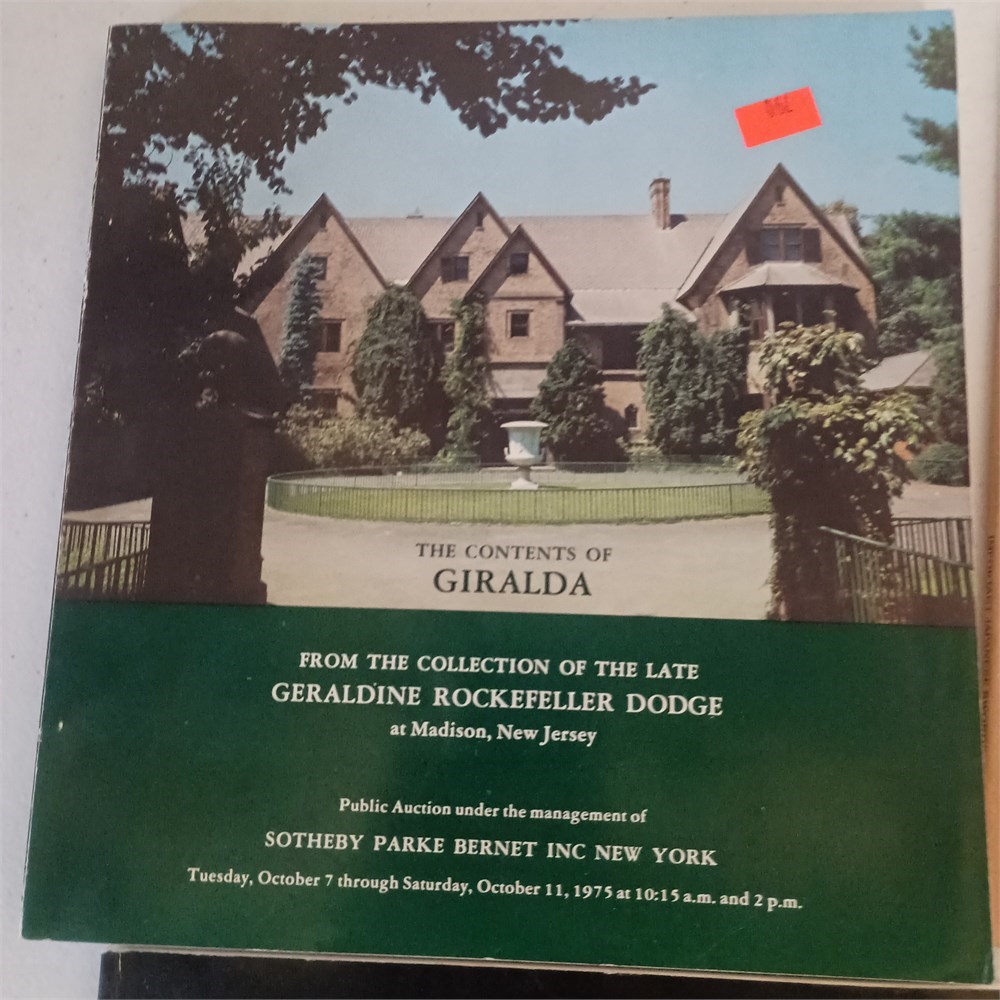 THE CONTENTS OF
GIRALDA
FROM THE COLLECTION OF THE LATE
GERALDINE ROCKEFELLER DODGE
at Madison, New Jersey
Public Auction under the management of
SOTHEBY PARKE BERNET INC NEW YORK
Tuesday, October 7 through Saturday, October 11, 1975 at 10:15 a.m. and 2 p.m.